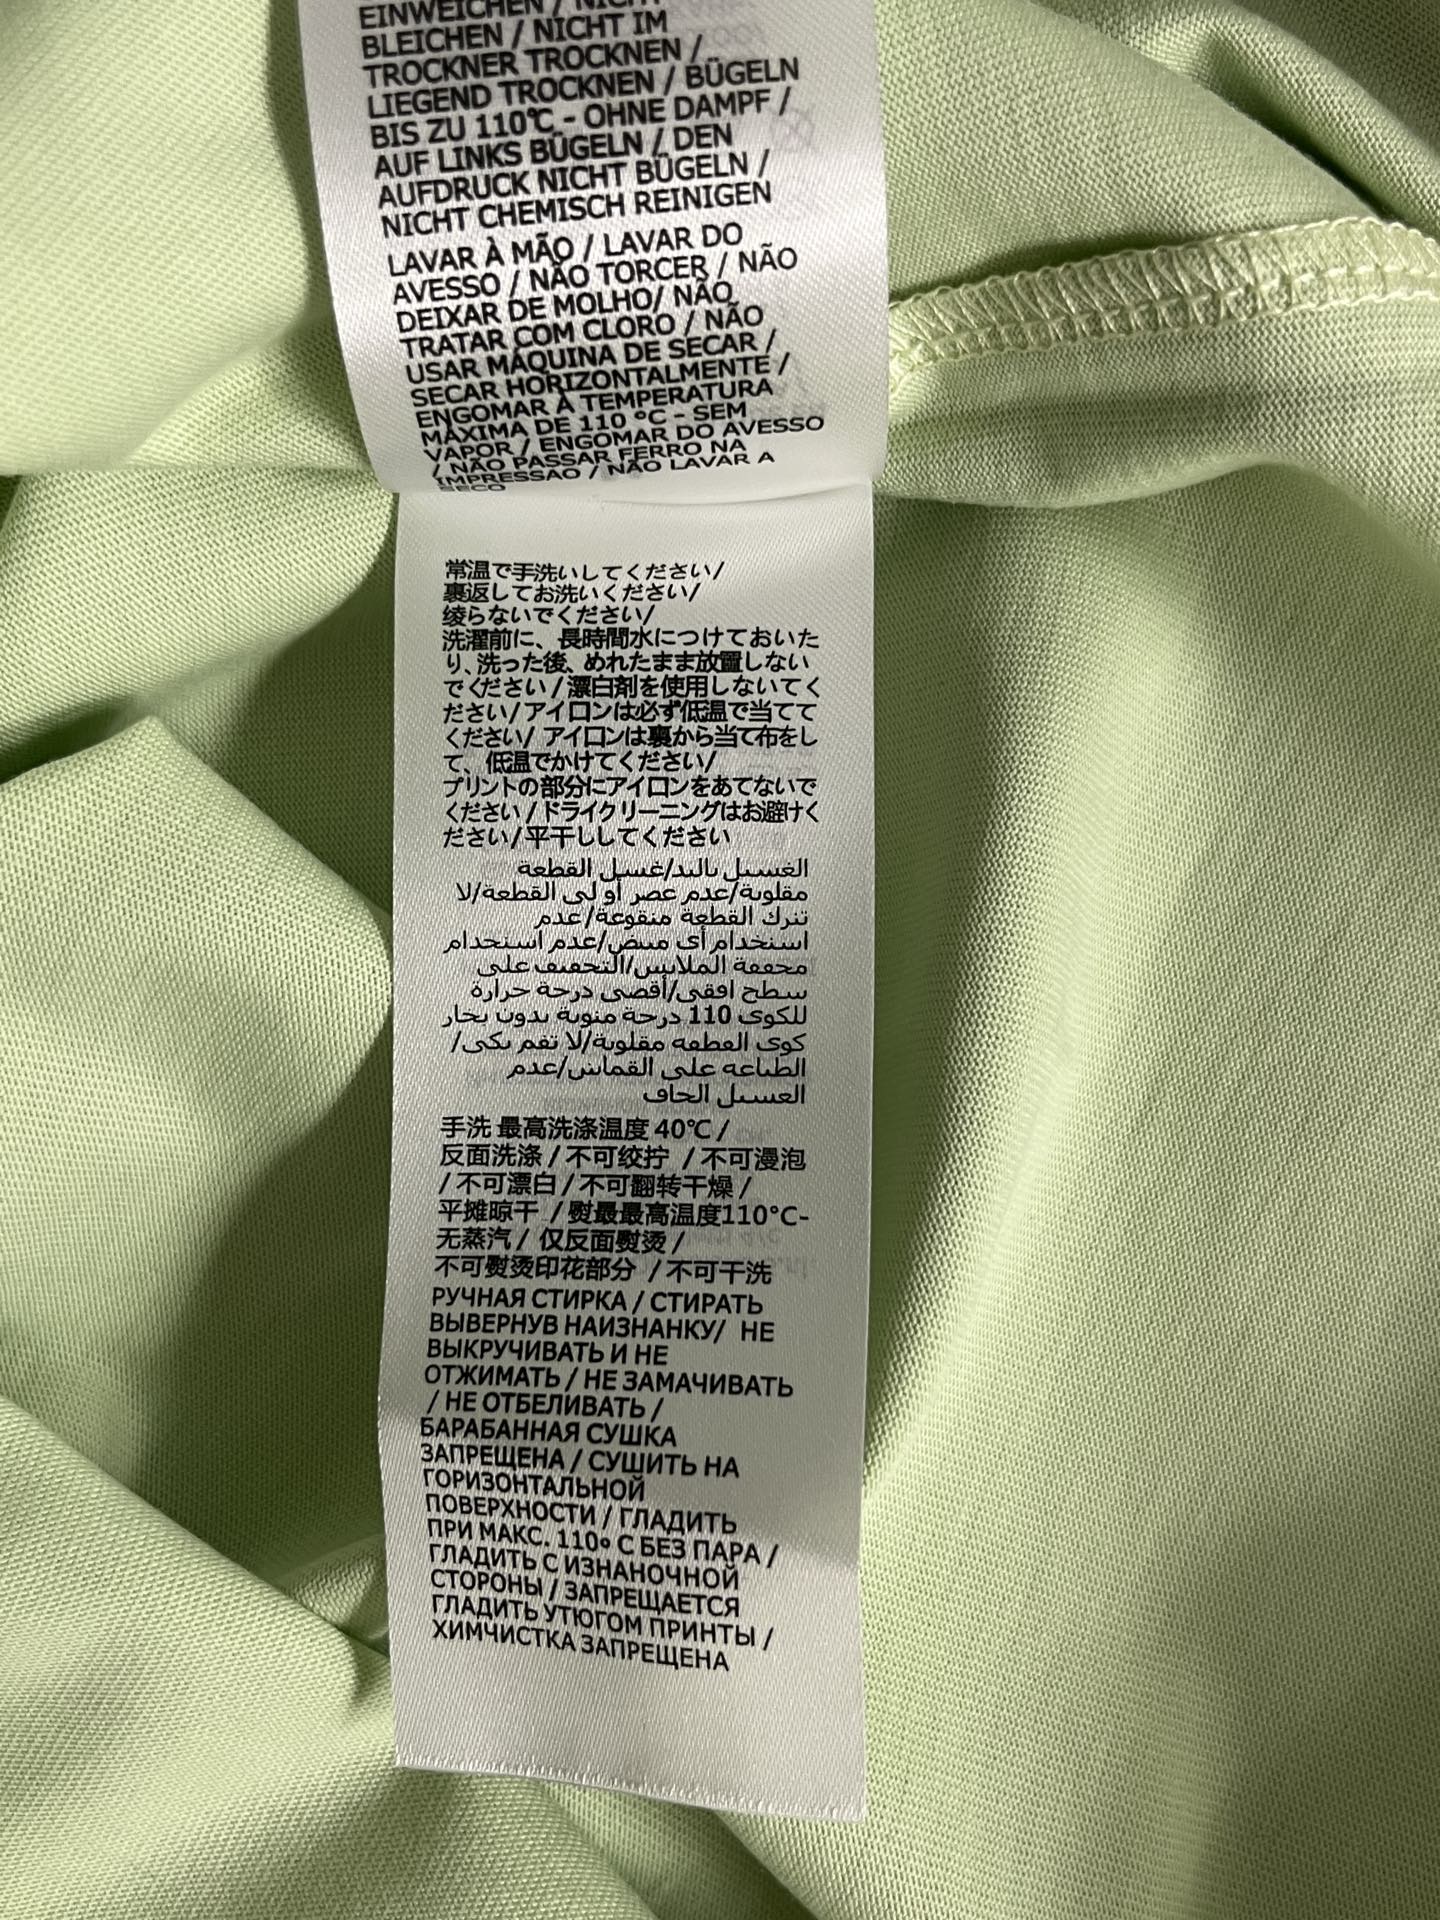 EINWEICHEN / NICHT
BLEICHEN / NICHT IM
TROCKNER TROCKNEN /
LIEGEND TROCKNEN / BÜGELN
BIS ZU 110°C - OHNE DAMPF /
AUF LINKS BÜGELN / DEN
AUFDRUCK NICHT BÜGELN /
NICHT CHEMISCH REINIGEN
LAVAR À MÃO / LAVAR DO
AVESSO / NÃO TORCER / NÃO
DEIXAR DE MOLHO/ NÃO
TRATAR COM CLORO / NÃO
USAR MÁQUINA DE SECAR /
SECAR HORIZONTALMENTE /
ENGOMAR À TEMPERATURA
MÁXIMA DE 110 °C - SEM
VAPOR / ENGOMAR DO AVESSO
/ NÃO PASSAR FERRO NA
IMPRESSAO / NÃO LAVAR A
SECO
常温で手洗いしてください/
裏返してお洗いください/
绫らないでください/
洗濯前に、長時間水につけておいた
り、洗った後、めれたまま放置しない
でください/漂白剤を使用しないでく
ださい/アイロンは必ず低温で当てて
ください/ アイロンは裏から当て布をし
て、低温でかけてください/
プリントの部分にアイロンをあてないで
ください/ドライクリーニングはお避けく
ださい/平干ししてください
الغسيل باليد/غسيل القطعة
مقلوبة/عدم عصر أو لى القطعة/لا
تترك القطعة منقوعة/عدم
استخدام أى مبيض/عدم استخدام
مجففة الملابس/التجفيف على
سطح افقى/أقصى درجة حرارة
للكوى 110 درجة مئوية بدون بخار
كوى القطعه مقلوبة/لا تقم بكى/
الطباعه على القماش/عدم
الغسيل الجاف
手洗 最高洗涤温度 40℃ /
反面洗涤 / 不可绞拧 / 不可漫泡
/ 不可漂白 / 不可翻转干燥 /
平摊晾干 / 熨最最高温度110°C-
无蒸汽 / 仅反面熨烫 /
不可熨烫印花部分 / 不可干洗
РУЧНАЯ СТИРКА / СТИРАТЬ
ВЫВЕРНУВ НАИЗНАНКУ/ НЕ
ВЫКРУЧИВАТЬ И НЕ
ОТЖИМАТЬ / НЕ ЗАМАЧИВАТЬ
/ НЕ ОТБЕЛИВАТЬ /
БАРАБАННАЯ СУШКА
ЗАПРЕЩЕНА / СУШИТЬ НА
ГОРИЗОНТАЛЬНОЙ
ПОВЕРХНОСТИ / ГЛАДИТЬ
ПРИ МАКС. 110º С БЕЗ ПАРА /
ГЛАДИТЬ С ИЗНАНОЧНОЙ
СТОРОНЫ / ЗАПРЕЩАЕТСЯ
ГЛАДИТЬ УТЮГОМ ПРИНТЫ /
ХИМЧИСТКА ЗАПРЕЩЕНА